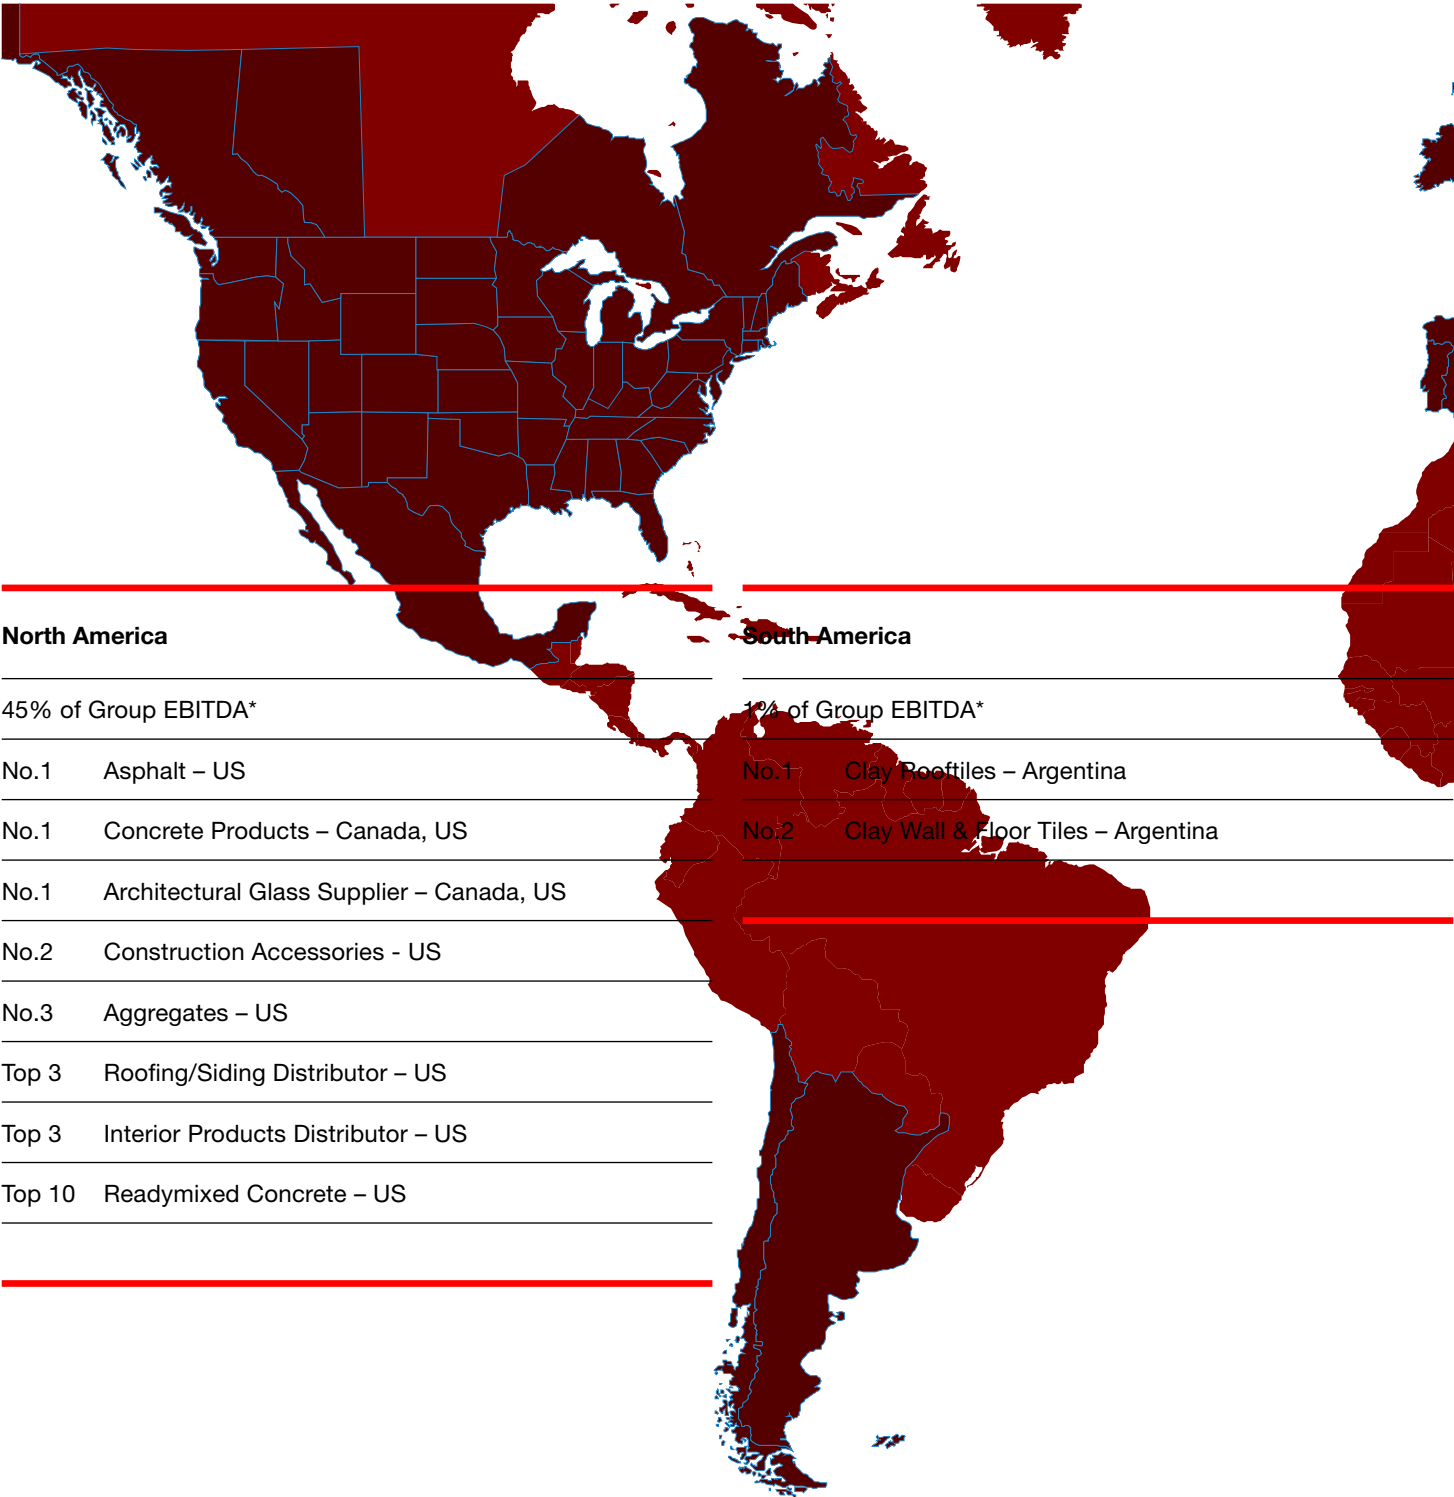 North America
45% of Group EBITDA*
No.1 Asphalt – US
No.1 Concrete Products – Canada, US
No.1 Architectural Glass Supplier – Canada, US
No.2 Construction Accessories - US
No.3 Aggregates – US
Top 3 Roofing/Siding Distributor – US
Top 3 Interior Products Distributor – US
Top 10 Readymixed Concrete – US
South America
1% of Group EBITDA*
No.1 Clay Rooftiles – Argentina
No.2 Clay Wall & Floor Tiles – Argentina